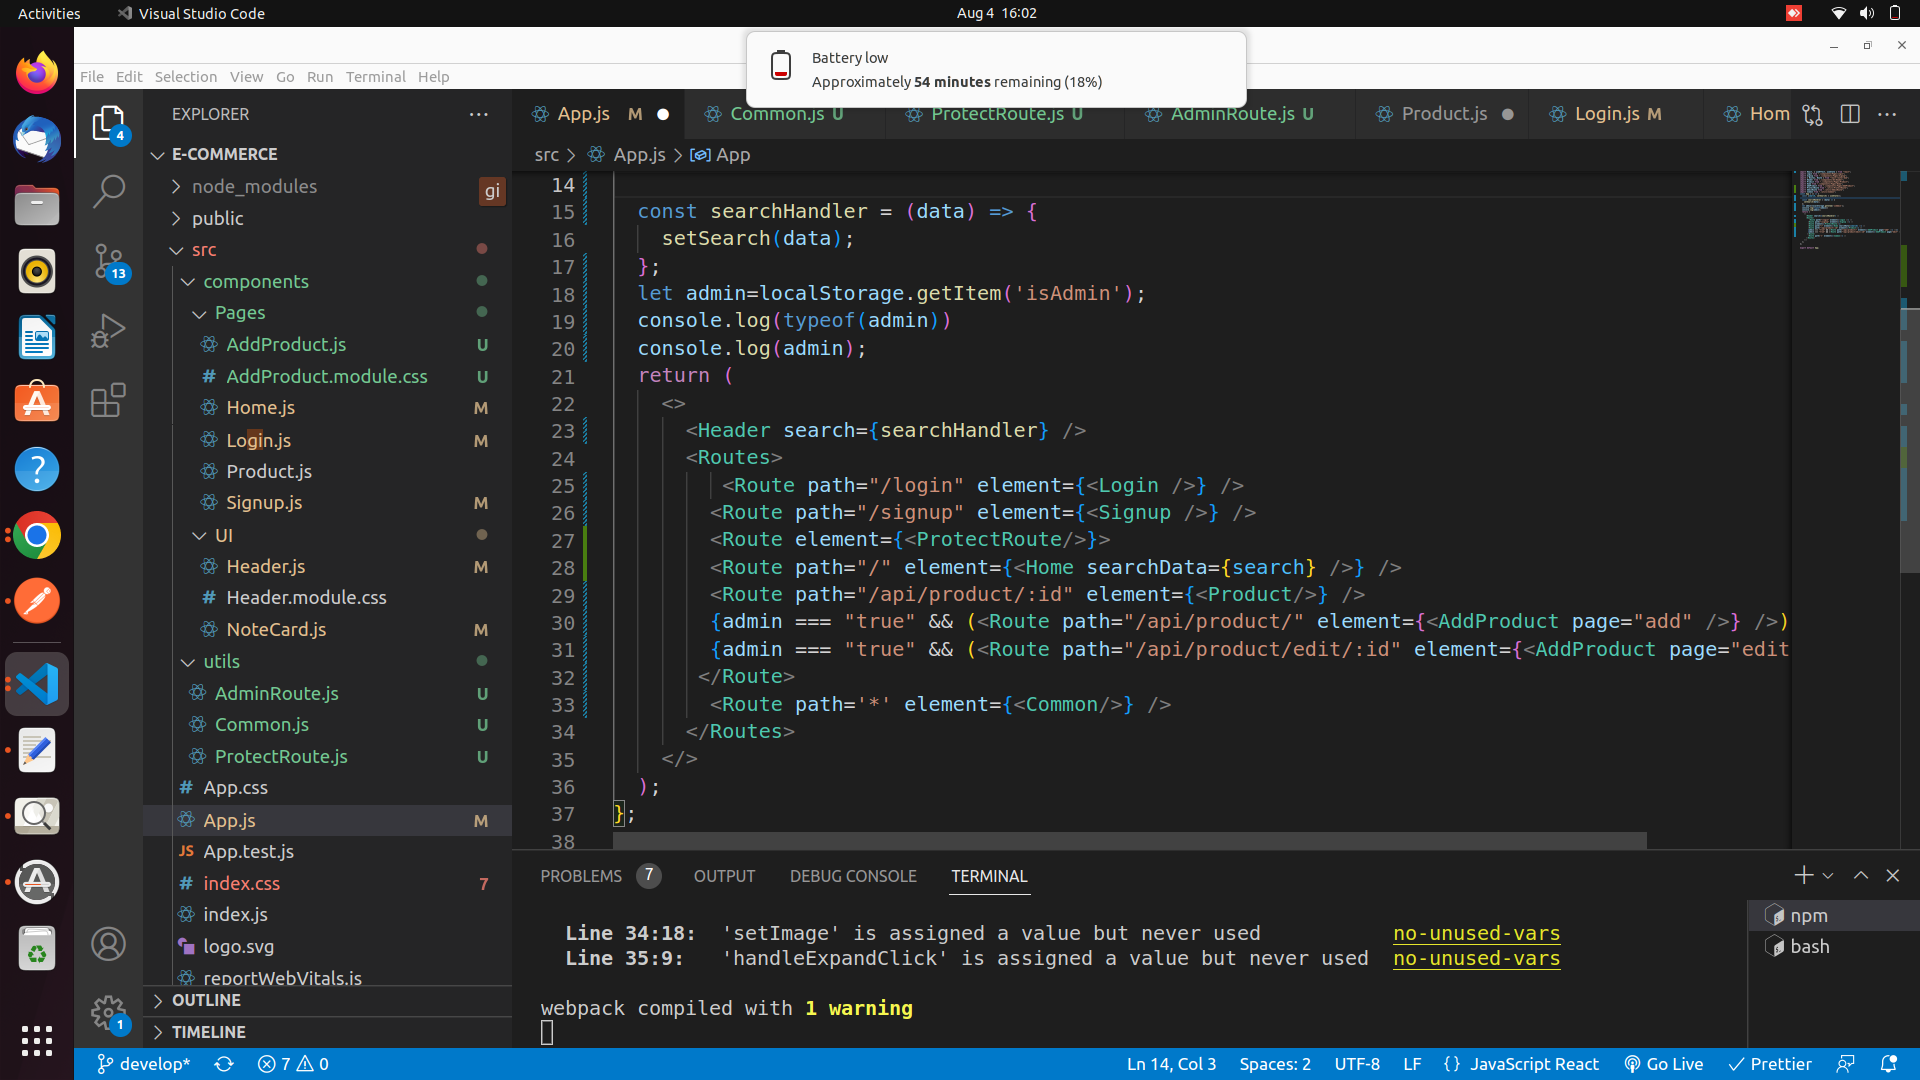 Activities
Visual Studio Code
Aug 4 16:02
Battery low
Approximately 54 minutes remaining (18%)
File Edit Selection View Go Run Terminal Help
EXPLORER
App.js M
Common.js U
ProtectRoute.js U
AdminRoute.js U
Product.js
Login.js M
Hom
src > App.js > App
4
13
1
E-COMMERCE
gi
node_modules
public
src
components
Pages
AddProduct.js U
AddProduct.module.css U
Home.js M
Login.js M
Product.js
Signup.js M
UI
Header.js M
Header.module.css
NoteCard.js M
utils
AdminRoute.js U
Common.js U
ProtectRoute.js U
App.css
App.js M
App.test.js
index.css 7
index.js
logo.svg
reportWebVitals.js
OUTLINE
TIMELINE
14
15 const searchHandler = (data) => {
16 setSearch(data);
17 };
18 let admin=localStorage.getItem('isAdmin');
19 console.log(typeof(admin))
20 console.log(admin);
21 return (
22 <>
23 <Header search={searchHandler} />
24 <Routes>
25 <Route path="/login" element={<Login />} />
26 <Route path="/signup" element={<Signup />} />
27 <Route element={<ProtectRoute/>}>
28 <Route path="/" element={<Home searchData={search} />} />
29 <Route path="/api/product/:id" element={<Product/>} />
30 {admin === "true" && (<Route path="/api/product/" element={<AddProduct page="add" />} />)
31 {admin === "true" && (<Route path="/api/product/edit/:id" element={<AddProduct page="edit
32 </Route>
33 <Route path='*' element={<Common/>} />
34 </Routes>
35 </>
36 );
37 };
38
PROBLEMS 7 OUTPUT DEBUG CONSOLE TERMINAL
Line 34:18: 'setImage' is assigned a value but never used no-unused-vars
Line 35:9: 'handleExpandClick' is assigned a value but never used no-unused-vars
webpack compiled with 1 warning
npm
bash
develop* 7 0
Ln 14, Col 3 Spaces: 2 UTF-8 LF {} JavaScript React Go Live Prettier